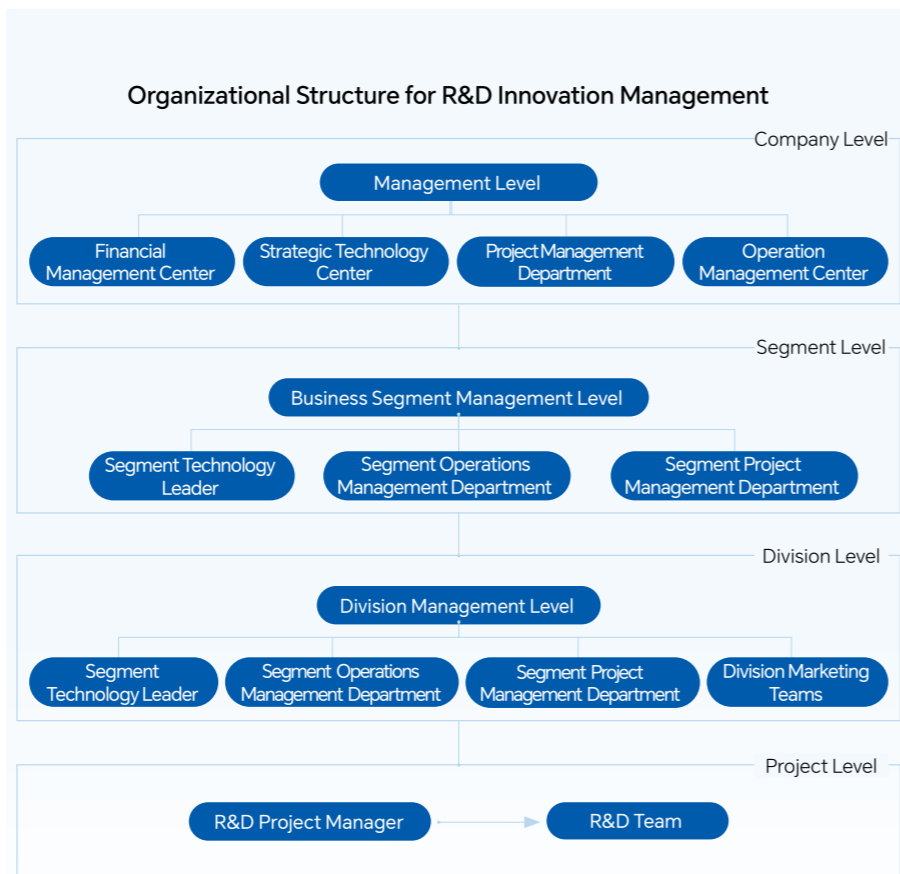 Organizational Structure for R&D Innovation Management
Company Level
Management Level
Financial
Management Center
Strategic Technology
Center
Project Management
Department
Operation
Management Center
Segment Level
Business Segment Management Level
Segment Technology
Leader
Segment Operations
Management Department
Segment Project
Management Department
Division Level
Division Management Level
Segment
Technology Leader
Segment Operations
Management Department
Segment Project
Management Department
Division Marketing
Teams
Project Level
R&D Project Manager
R&D Team